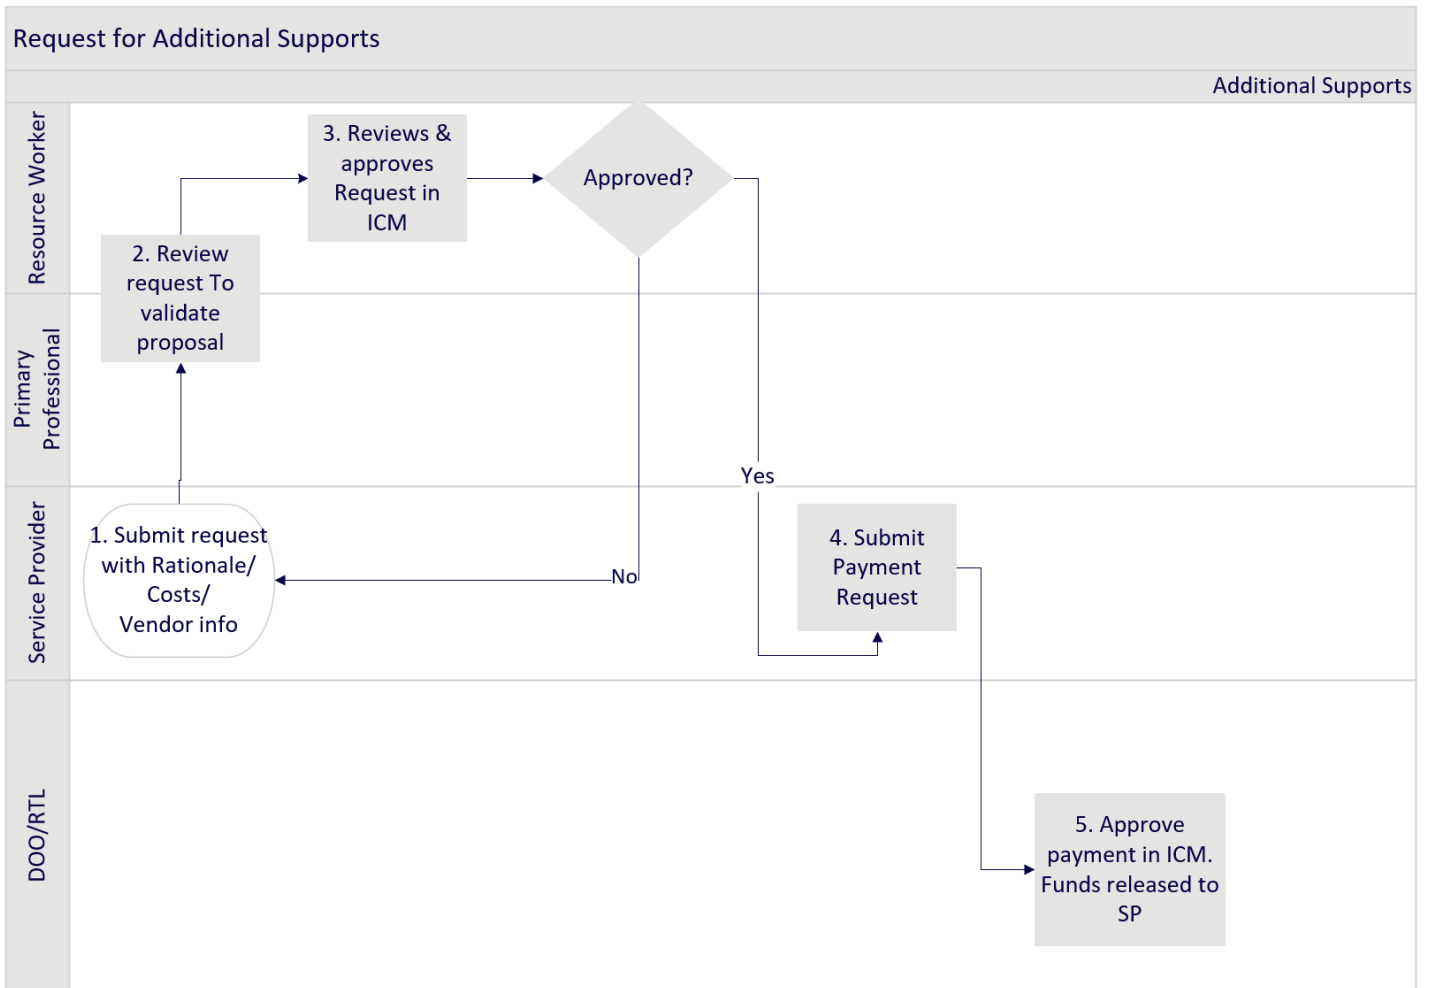 Request for Additional Supports
Additional Supports
Resource Worker
3. Reviews &
approves
Request in
ICM
Approved?
2. Review
request To
validate
proposal
Primary
Professional
Yes
Service Provider
1. Submit request
with Rationale/
Costs/
Vendor info
No
4. Submit
Payment
Request
DOO/RTL
5. Approve
payment in ICM.
Funds released to
SP